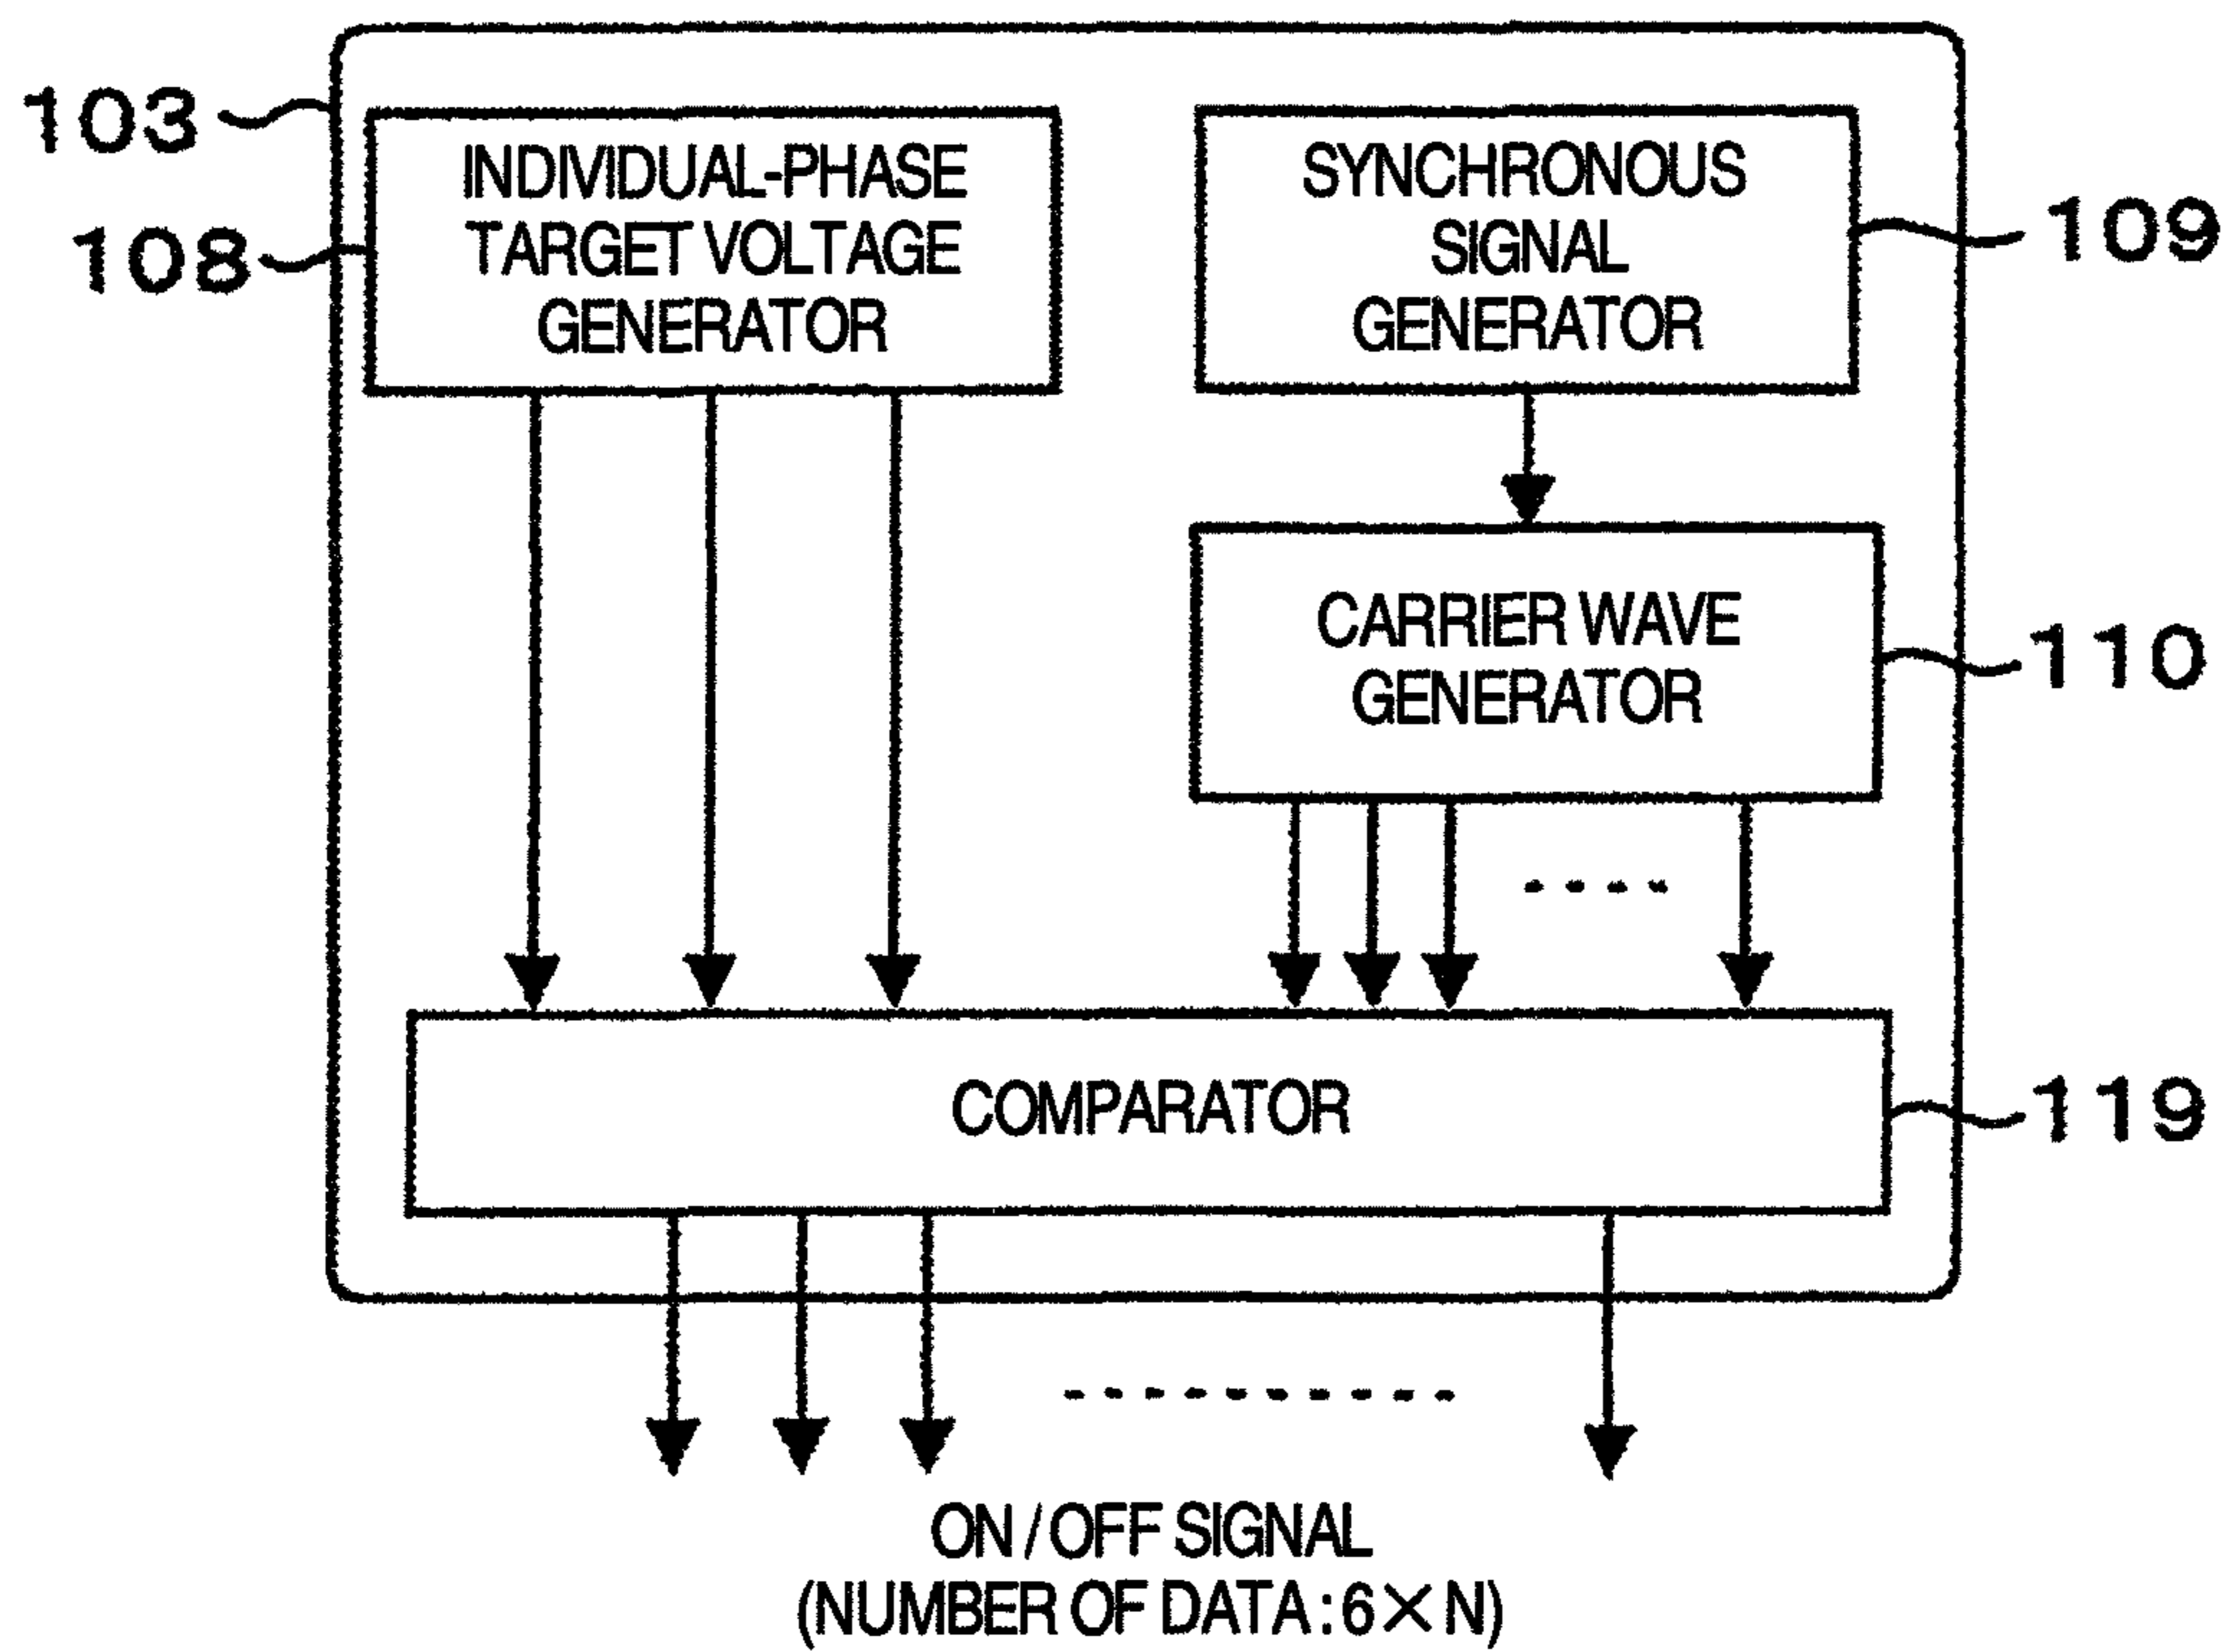 103
108
INDIVIDUAL-PHASE
TARGET VOLTAGE
GENERATOR
SYNCHRONOUS
SIGNAL
GENERATOR
109
CARRIER WAVE
GENERATOR
110
COMPARATOR
119
ON / OFF SIGNAL
(NUMBER OF DATA : 6 × N)